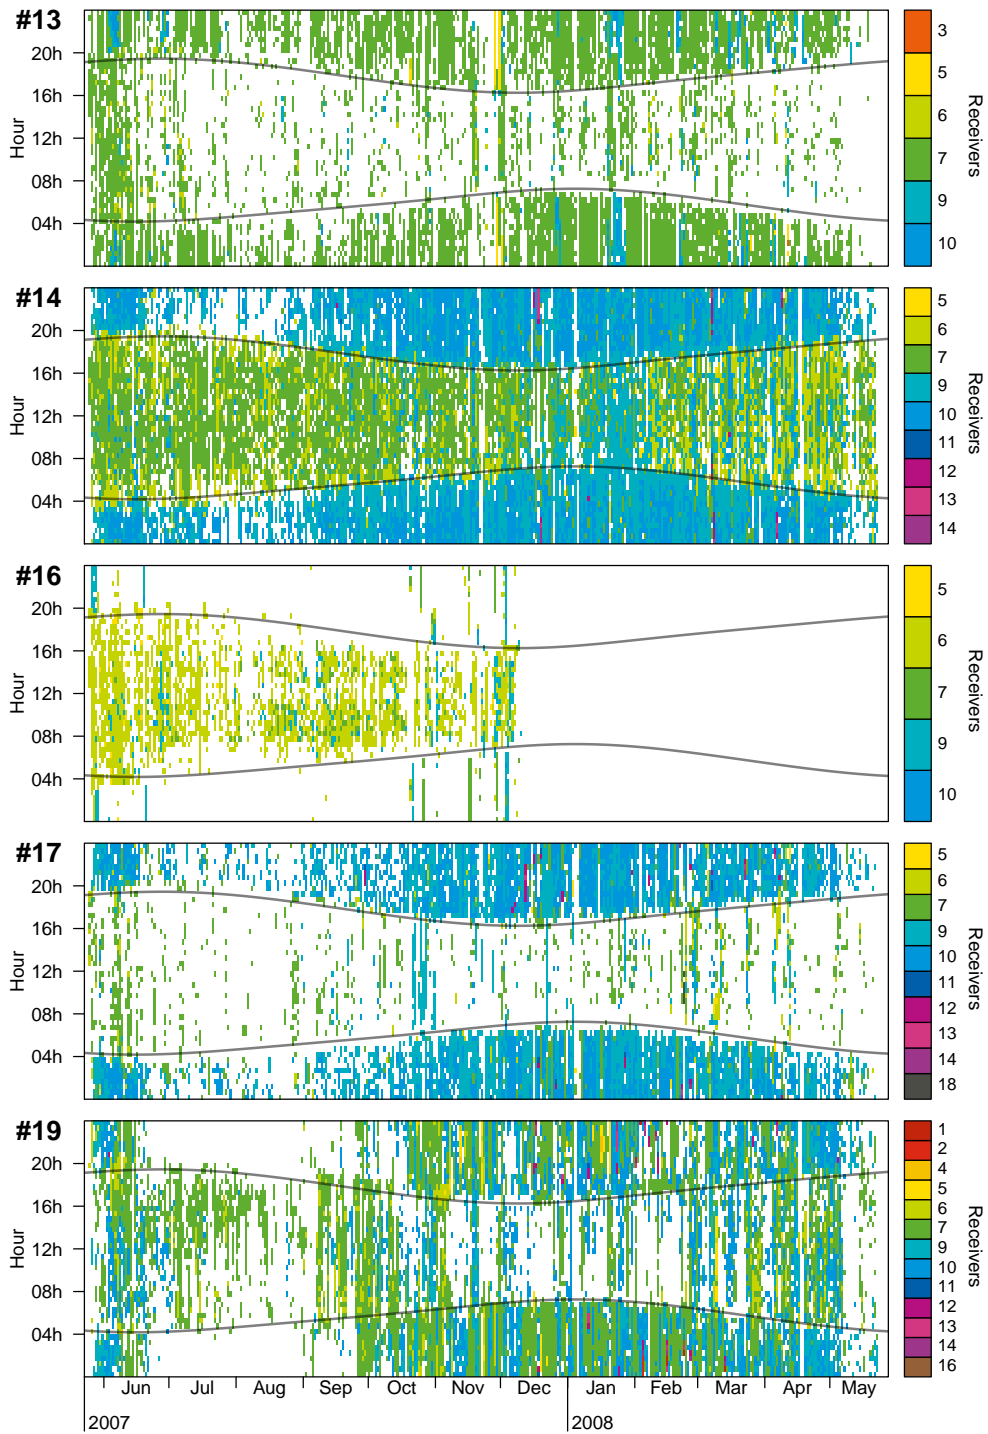 #13
20h
16h
12h
08h
04h
Hour
3
5
6
7
9
10
Receivers
#14
20h
16h
12h
08h
04h
Hour
5
6
7
9
10
11
12
13
14
Receivers
#16
20h
16h
12h
08h
04h
Hour
5
6
7
9
10
Receivers
#17
20h
16h
12h
08h
04h
Hour
5
6
7
9
10
11
12
13
14
18
Receivers
#19
20h
16h
12h
08h
04h
Hour
1
2
4
5
6
7
9
10
11
12
13
14
16
Receivers
Jun Jul Aug Sep Oct Nov Dec Jan Feb Mar Apr May
2007 2008